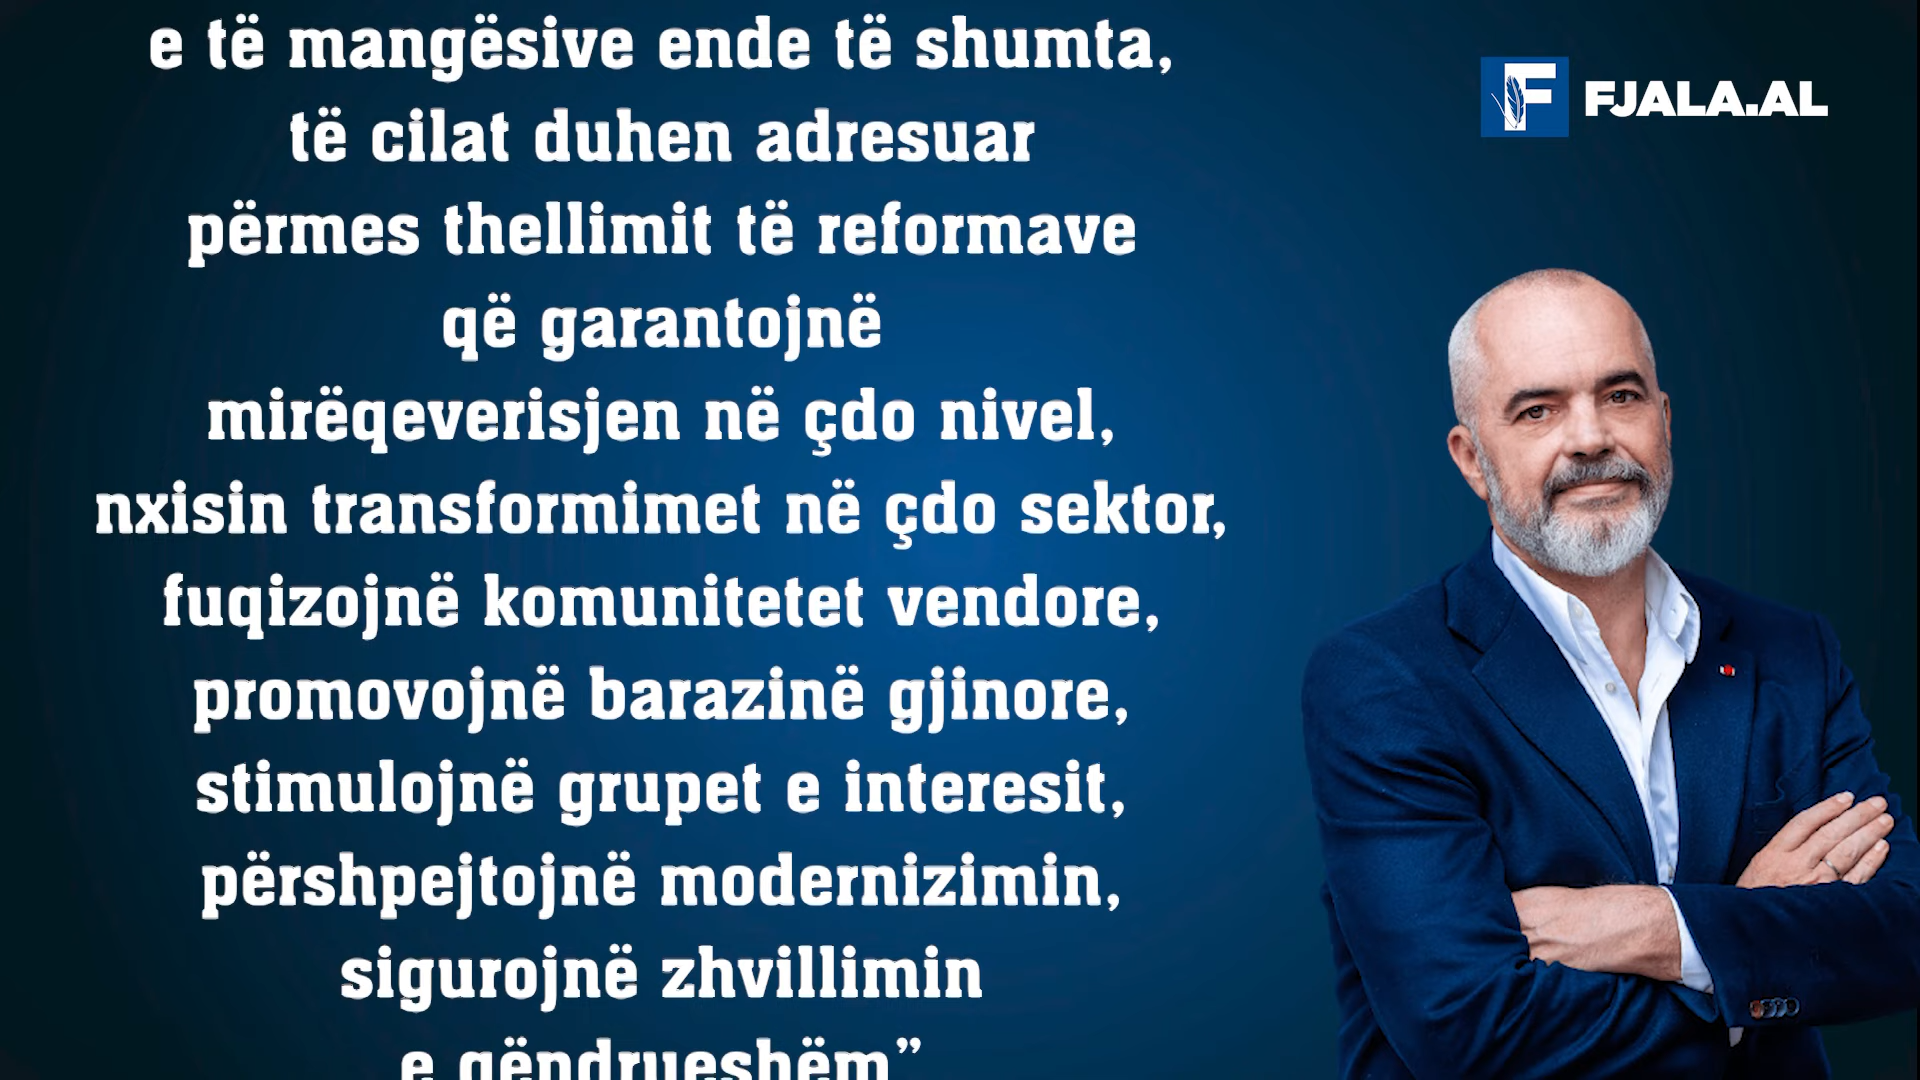 e të mangësive ende të shumta,
të cilat duhen adresuar
përmes thellimit të reformave
që garantojnë
mirëqeverisjen në çdo nivel,
nxisin transformimet në çdo sektor,
fuqizojnë komunitetet vendore,
promovojnë barazinë gjinore,
stimulojnë grupet e interesit,
përshpejtojnë modernizimin,
sigurojnë zhvillimin
e qëndrueshëm”
F FJALA.AL